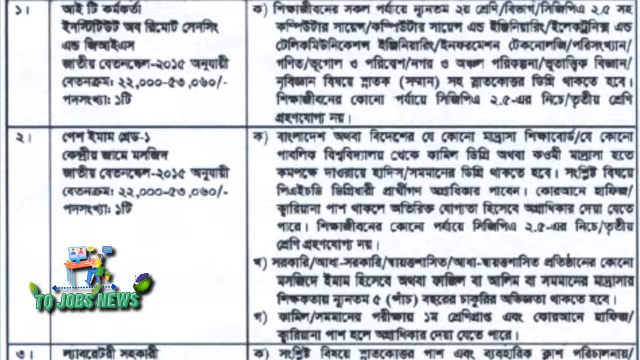 ১। আই টি কর্মকর্তা
ইনস্টিটিউট অব রিমোট সেনসিং
এন্ড জিআইএস
জাতীয় বেতনস্কেল-২০১৫ অনুযায়ী
বেতনক্রম: ২২,০০০-৫৩,০৬০/-
পদসংখ্যা: ১টি
ক) শিক্ষাজীবনের সকল পর্যায়ে ন্যূনতম ২য় শ্রেণি/বিভাগ/সিজিপিএ ২.৫ সহ
কম্পিউটার সায়েন্স/কম্পিউটার সায়েন্স এন্ড ইঞ্জিনিয়ারিং/ইলেকট্রনিক্স এন্ড
টেলিকমিউনিকেশন্স ইঞ্জিনিয়ারিং/ইনফরমেশন টেকনোলজি/পরিসংখ্যান/
গণিত/ভূগোল ও পরিবেশ/নগর ও অঞ্চল পরিকল্পনা/ভূতাত্ত্বিক বিজ্ঞান/
নৃবিজ্ঞান বিষয়ে স্নাতক (সম্মান) সহ স্নাতকোত্তর ডিগ্রি থাকতে হবে।
শিক্ষাজীবনের কোনো পর্যায়ে সিজিপিএ ২.৫-এর নিচে/তৃতীয় শ্রেণি
গ্রহণযোগ্য নয়।
২। পেশ ইমাম গ্রেড-১
কেন্দ্রীয় জামে মসজিদ
জাতীয় বেতনস্কেল-২০১৫ অনুযায়ী
বেতনক্রম: ২২,০০০-৫৩,০৬০/-
পদসংখ্যা: ১টি
ক) বাংলাদেশ অথবা বিদেশের যে কোনো মাদ্রাসা শিক্ষাবোর্ড/যে কোনো
পাবলিক বিশ্ববিদ্যালয় থেকে কামিল ডিগ্রি অথবা কওমী মাদ্রাসা হতে
কমপক্ষে দাওরায়ে হাদিস/সমমানের ডিগ্রি থাকতে হবে। সংশ্লিষ্ট বিষয়ে
পিএইচডি ডিগ্রিধারী প্রার্থীগণ অগ্রাধিকার পাবেন। কোরআনে হাফিজ/
ক্বারিয়ানা পাশ থাকলে অতিরিক্ত যোগ্যতা হিসেবে অগ্রাধিকার দেয়া যেতে
পারে। শিক্ষাজীবনের কোনো পর্যায়ে সিজিপিএ ২.৫-এর নিচে/তৃতীয়
শ্রেণি গ্রহণযোগ্য নয়।
খ) সরকারি/আধা-সরকারি/স্বায়ত্তশাসিত/আধা-স্বায়ত্তশাসিত প্রতিষ্ঠানের কোনো
মসজিদে ইমাম হিসেবে অথবা ফাজিল বা আলিম বা সমমানের মাদ্রাসার
শিক্ষকতায় ন্যূনতম ৫ (পাঁচ) বছরের চাকুরির অভিজ্ঞতা থাকতে হবে।
গ) কামিল/সমমানের পরীক্ষায় ১ম শ্রেণিপ্রাপ্ত এবং কোরআনে হাফিজ/
ক্বারিয়ানা পাশ হলে অগ্রাধিকার দেয়া যেতে পারে।
TQ JOBS NEWS
৩। ল্যাবরেটরী সহকারী
ক) সংশ্লিষ্ট বিষয়ে স্নাতকোত্তর পাশ এবং ব্যবহারিক ক্লাশ পরিচালনায়/